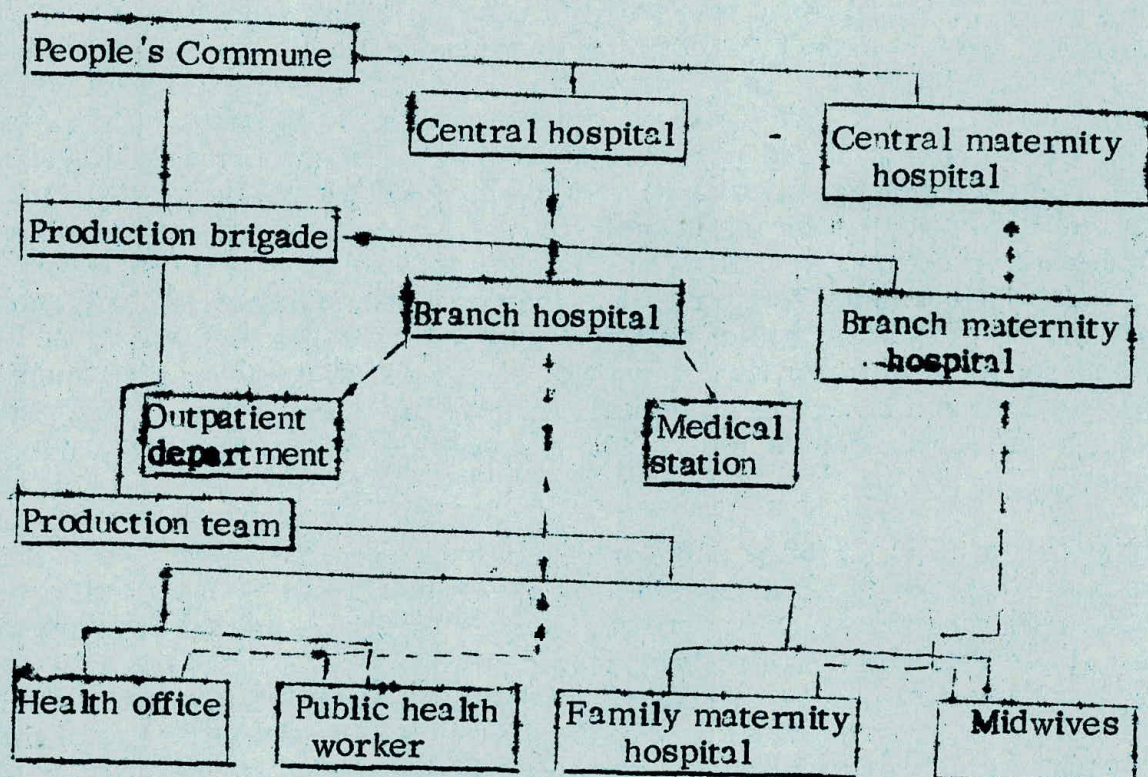 People's Commune
Central hospital
Central maternity
hospital
Production brigade
Branch hospital
Branch maternity
hospital
Outpatient
department
Medical
station
Production team
Health office
Public health
worker
Family maternity
hospital
Midwives